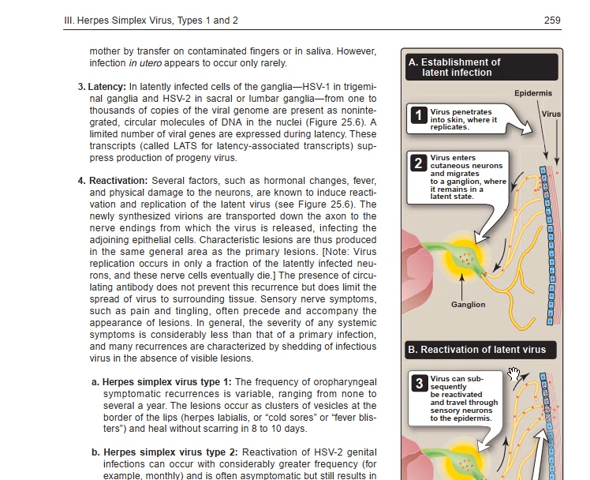 III. Herpes Simplex Virus, Types 1 and 2
259
mother by transfer on contaminated fingers or in saliva. However,
infection in utero appears to occur only rarely.
3. Latency: In latently infected cells of the ganglia—HSV-1 in trigemi-
nal ganglia and HSV-2 in sacral or lumbar ganglia—from one to
thousands of copies of the viral genome are present as noninte-
grated, circular molecules of DNA in the nuclei (Figure 25.6). A
limited number of viral genes are expressed during latency. These
transcripts (called LATS for latency-associated transcripts) sup-
press production of progeny virus.
4. Reactivation: Several factors, such as hormonal changes, fever,
and physical damage to the neurons, are known to induce reacti-
vation and replication of the latent virus (see Figure 25.6). The
newly synthesized virions are transported down the axon to the
nerve endings from which the virus is released, infecting the
adjoining epithelial cells. Characteristic lesions are thus produced
in the same general area as the primary lesions. [Note: Virus
replication occurs in only a fraction of the latently infected neu-
rons, and these nerve cells eventually die.] The presence of circu-
lating antibody does not prevent this recurrence but does limit the
spread of virus to surrounding tissue. Sensory nerve symptoms,
such as pain and tingling, often precede and accompany the
appearance of lesions. In general, the severity of any systemic
symptoms is considerably less than that of a primary infection,
and many recurrences are characterized by shedding of infectious
virus in the absence of visible lesions.
a. Herpes simplex virus type 1: The frequency of oropharyngeal
symptomatic recurrences is variable, ranging from none to
several a year. The lesions occur as clusters of vesicles at the
border of the lips (herpes labialis, or “cold sores” or “fever blis-
ters”) and heal without scarring in 8 to 10 days.
b. Herpes simplex virus type 2: Reactivation of HSV-2 genital
infections can occur with considerably greater frequency (for
example, monthly) and is often asymptomatic but still results in
A. Establishment of
latent infection
Epidermis
Virus
1
Virus penetrates
into skin, where it
replicates.
2
Virus enters
cutaneous neurons
and migrates
to a ganglion, where
it remains in a
latent state.
Ganglion
B. Reactivation of latent virus
3
Virus can sub-
sequently
be reactivated
and travel through
sensory neurons
to the epidermis.